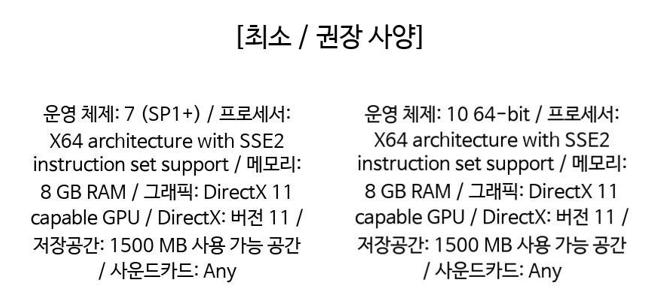 [최소 / 권장 사양]
운영 체제: 7 (SP1+) / 프로세서:
X64 architecture with SSE2
instruction set support / 메모리:
8 GB RAM / 그래픽: DirectX 11
capable GPU / DirectX: 버전 11 /
저장공간: 1500 MB 사용 가능 공간
/ 사운드카드: Any
운영 체제: 10 64-bit / 프로세서:
X64 architecture with SSE2
instruction set support / 메모리:
8 GB RAM / 그래픽: DirectX 11
capable GPU / DirectX: 버전 11 /
저장공간: 1500 MB 사용 가능 공간
/ 사운드카드: Any